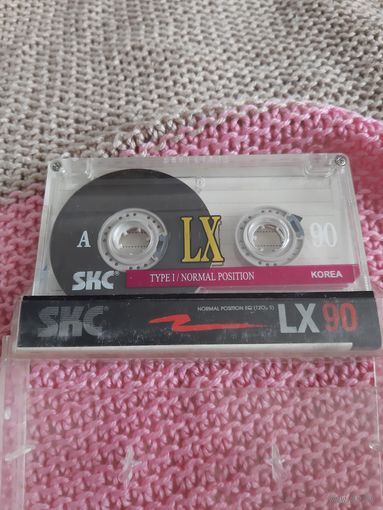 A
LX
90
SKC
TYPE I / NORMAL POSITION
KOREA
SKC
NORMAL POSITION EQ (120μ S)
LX 90